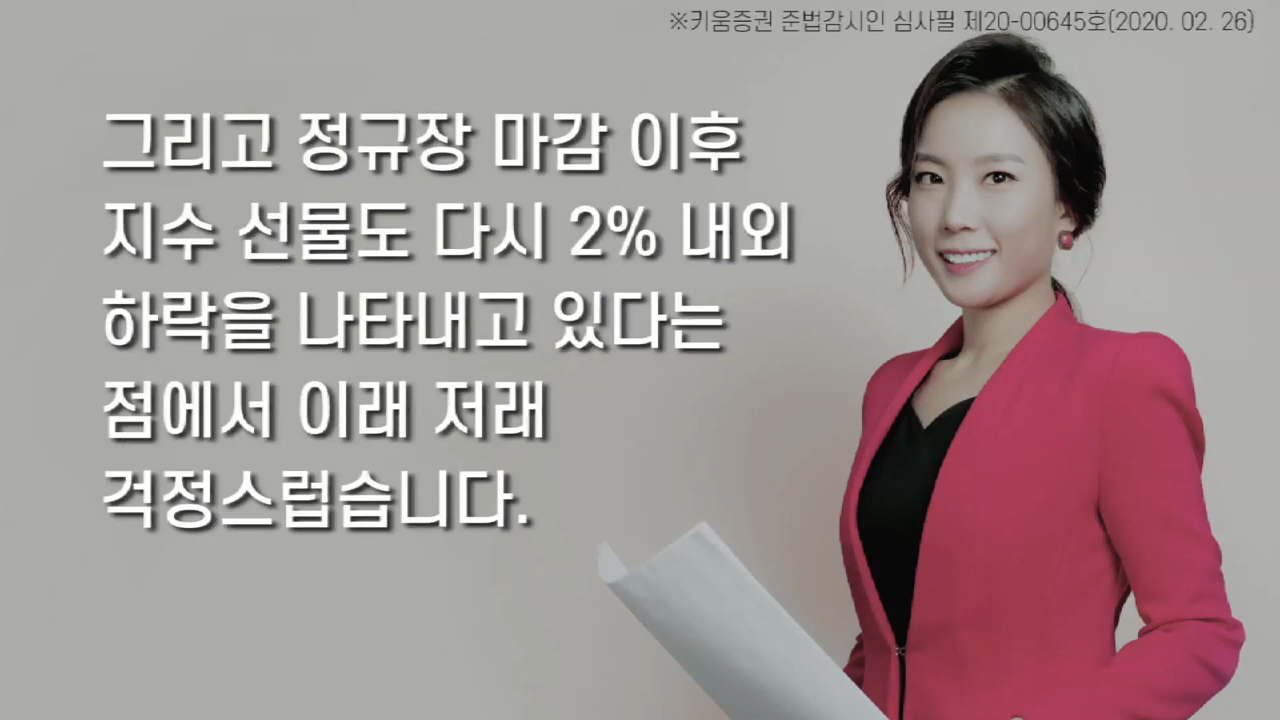 ※키움증권 준법감시인 심사필 제20-00645호(2020. 02. 26)
그리고 정규장 마감 이후
지수 선물도 다시 2% 내외
하락을 나타내고 있다는
점에서 이래 저래
걱정스럽습니다.